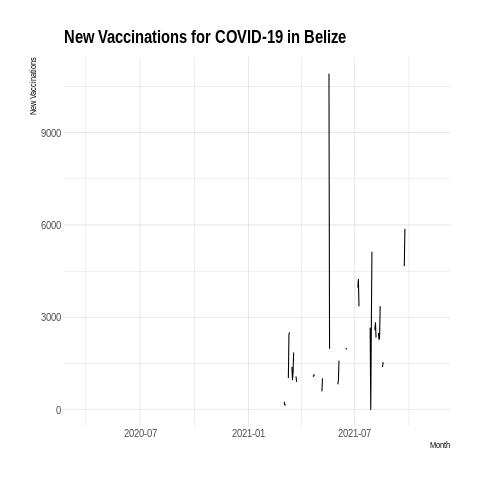 New Vaccinations for COVID-19 in Belize
New Vaccinations
9000
6000
3000
0
2020-07 2021-01 2021-07
Month